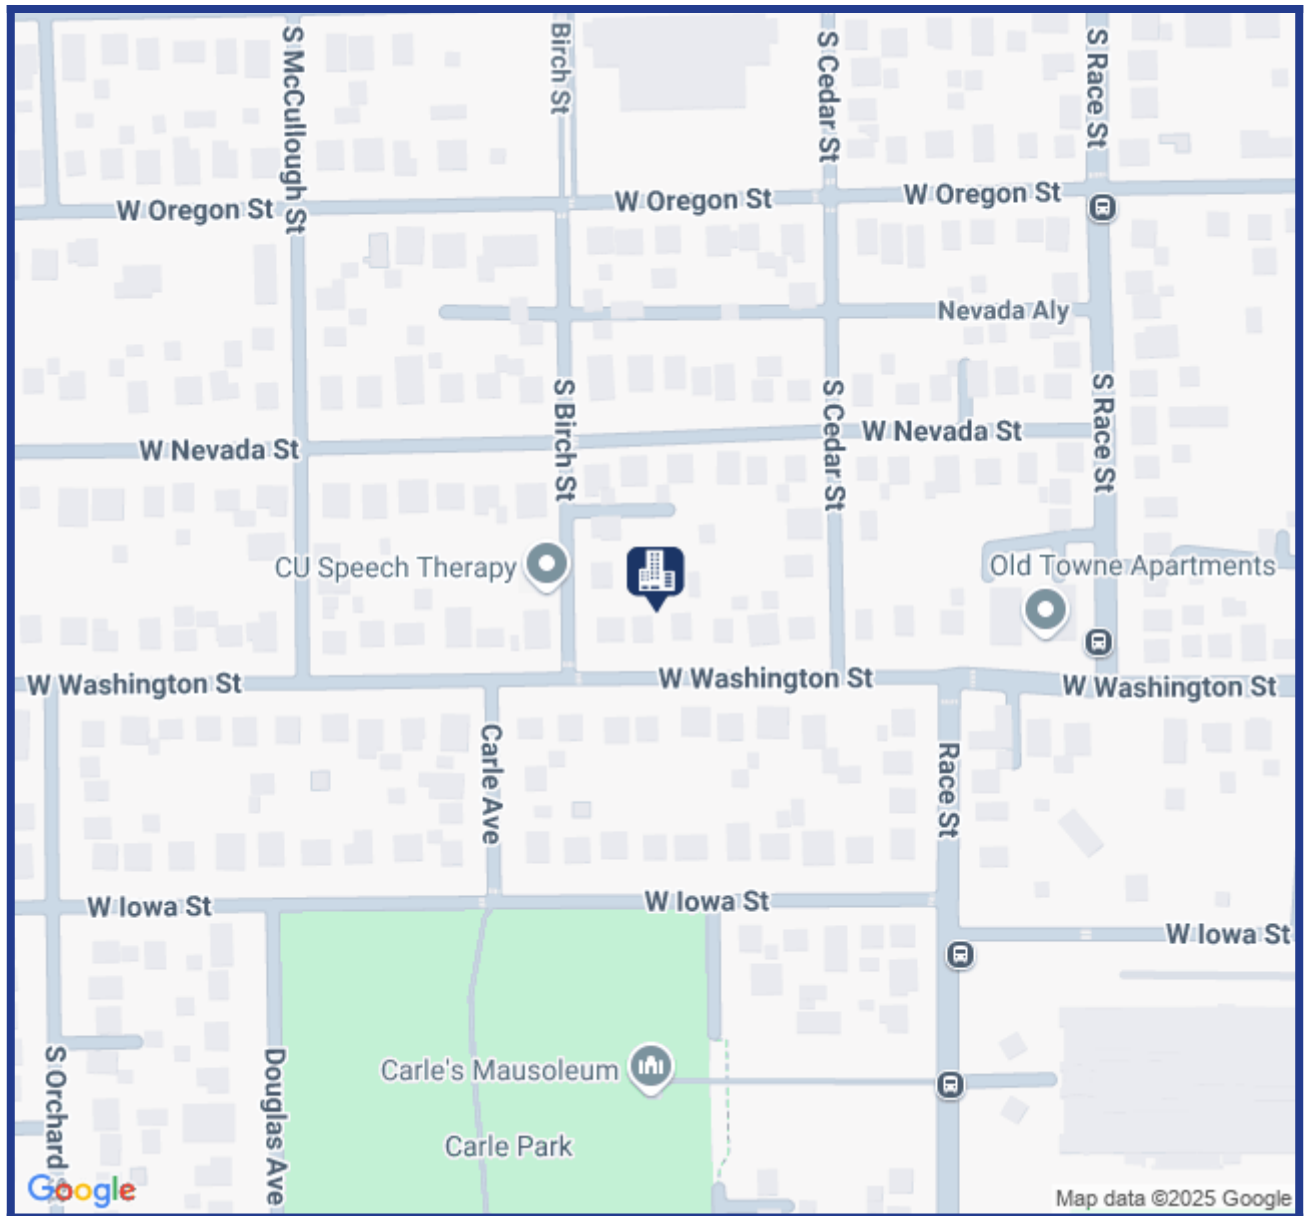 S McCullough St
Birch St
S Cedar St
S Race St
W Oregon St
W Oregon St
W Oregon St
Nevada Aly
S Birch St
S Cedar St
S Race St
W Nevada St
W Nevada St
CU Speech Therapy
Old Towne Apartments
W Washington St
W Washington St
W Washington St
Carle Ave
Race St
W Iowa St
W Iowa St
W Iowa St
S Orchard
Douglas Ave
Carle's Mausoleum
Carle Park
Google
Map data ©2025 Google